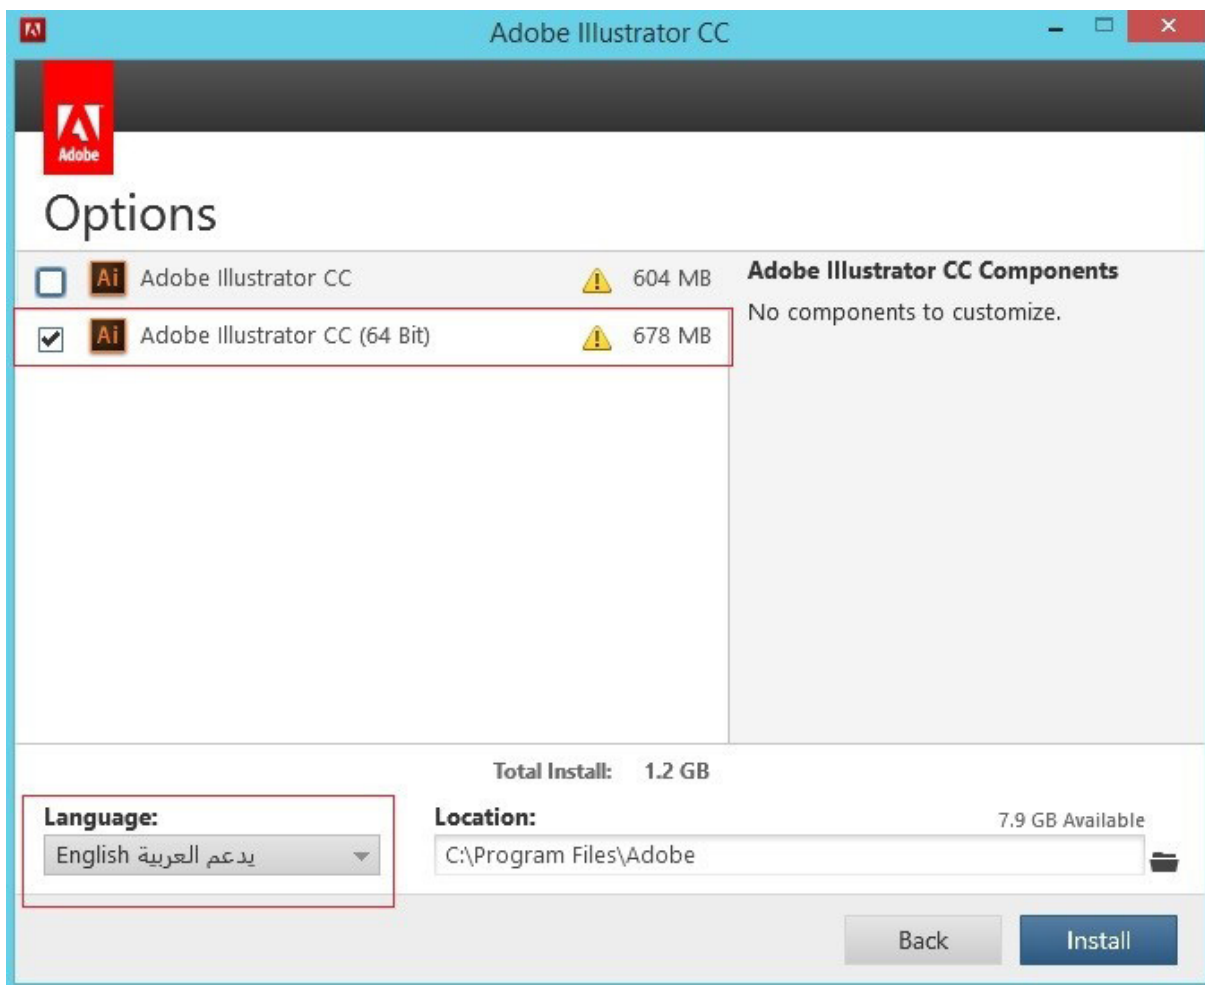 Adobe Illustrator CC
Adobe
Options
Ai Adobe Illustrator CC 604 MB
Ai Adobe Illustrator CC (64 Bit) 678 MB
Adobe Illustrator CC Components
No components to customize.
Total Install: 1.2 GB
Language:
English يدعم العربية
Location: 7.9 GB Available
C:\Program Files\Adobe
Back Install